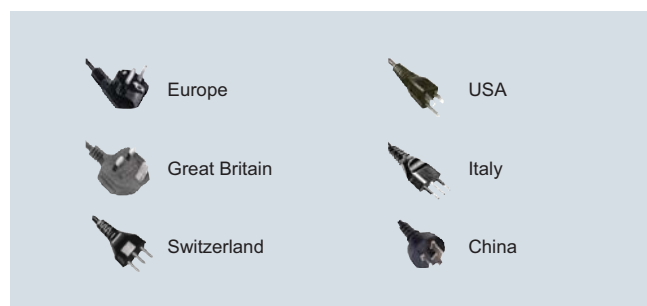 Europe
USA
Great Britain
Italy
Switzerland
China